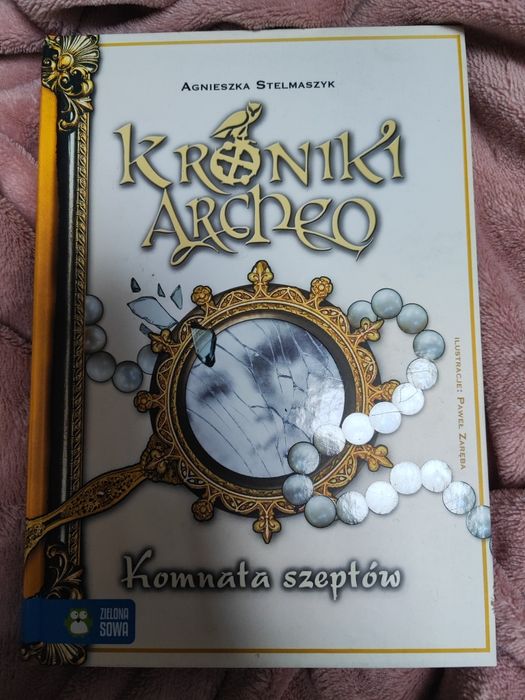 Agnieszka Stelmaszyk
Kroniki
Archeo
ilustracje: Paweł Zaręba
Komnata szeptów
ZIELONA
SOWA